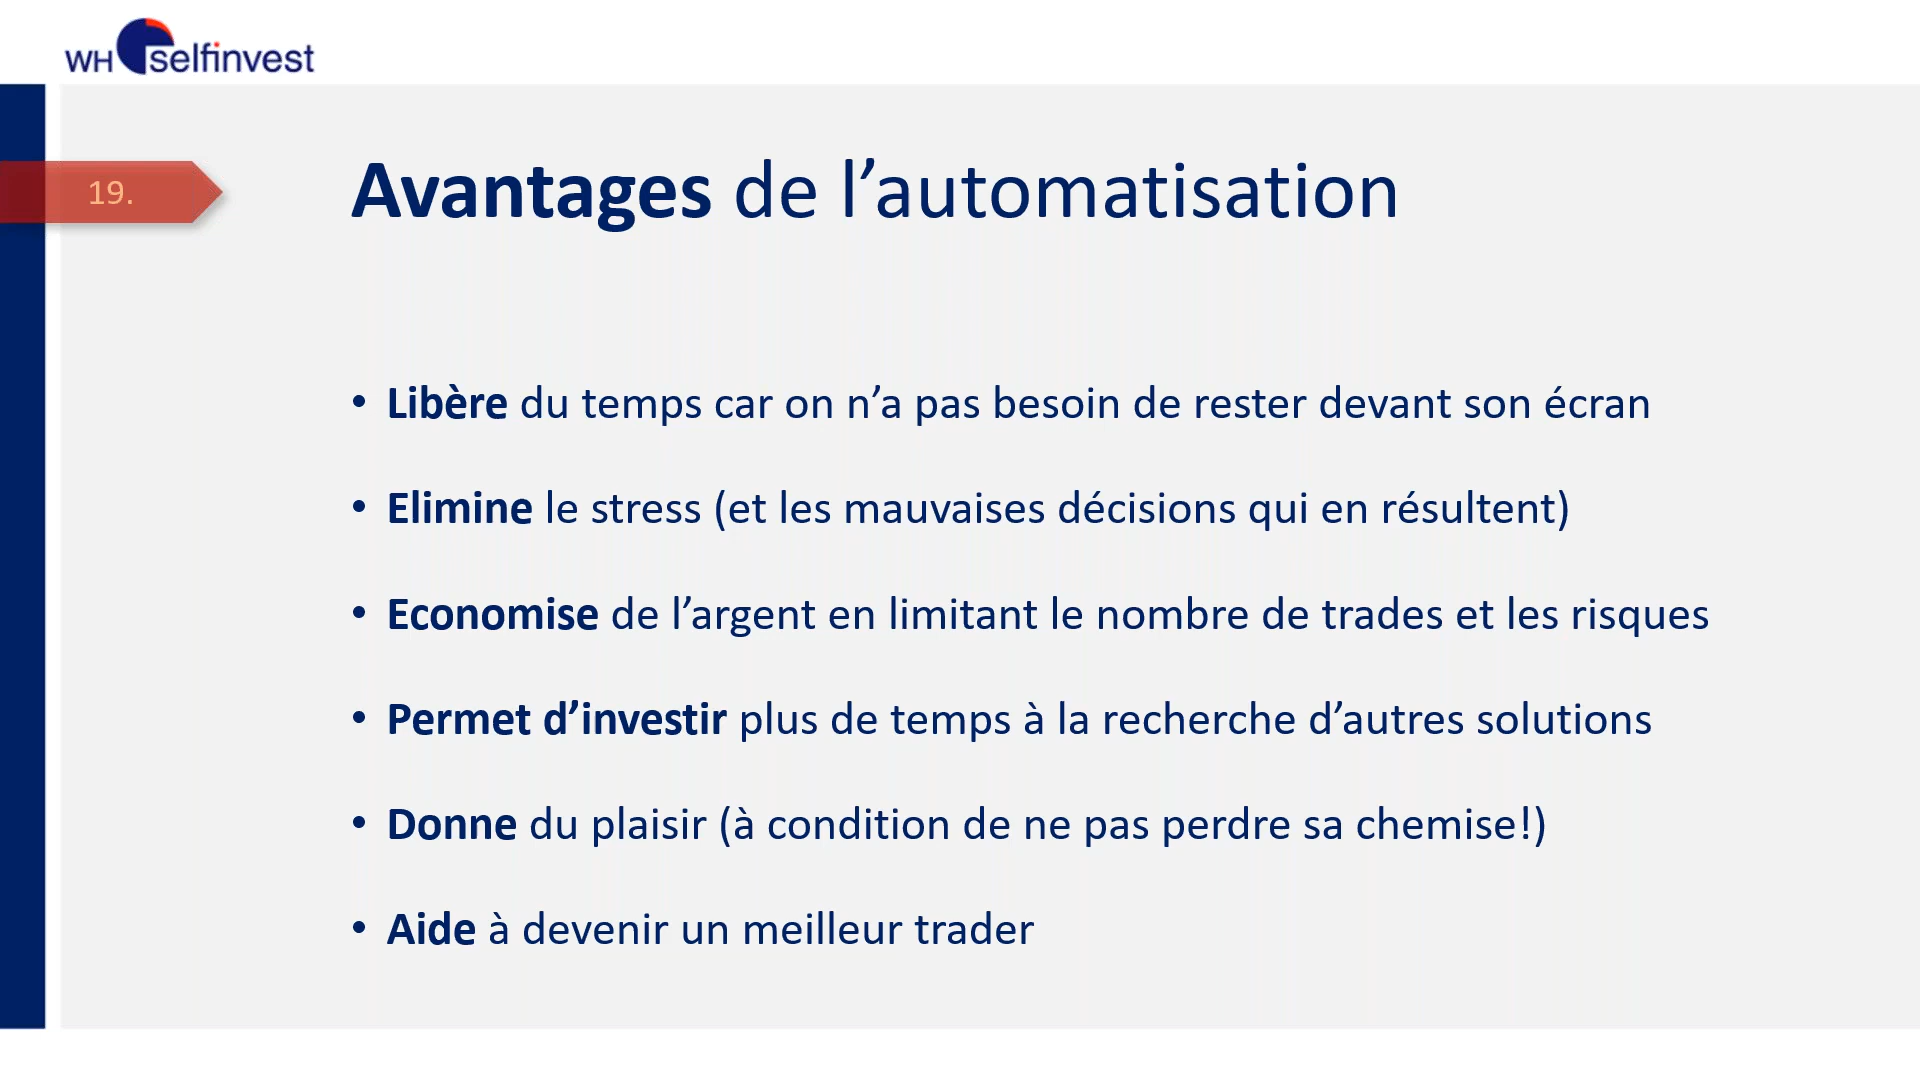 WH selfinvest
19.
Avantages de l’automatisation
• Libère du temps car on n’a pas besoin de rester devant son écran
• Elimine le stress (et les mauvaises décisions qui en résultent)
• Economise de l’argent en limitant le nombre de trades et les risques
• Permet d’investir plus de temps à la recherche d’autres solutions
• Donne du plaisir (à condition de ne pas perdre sa chemise!)
• Aide à devenir un meilleur trader